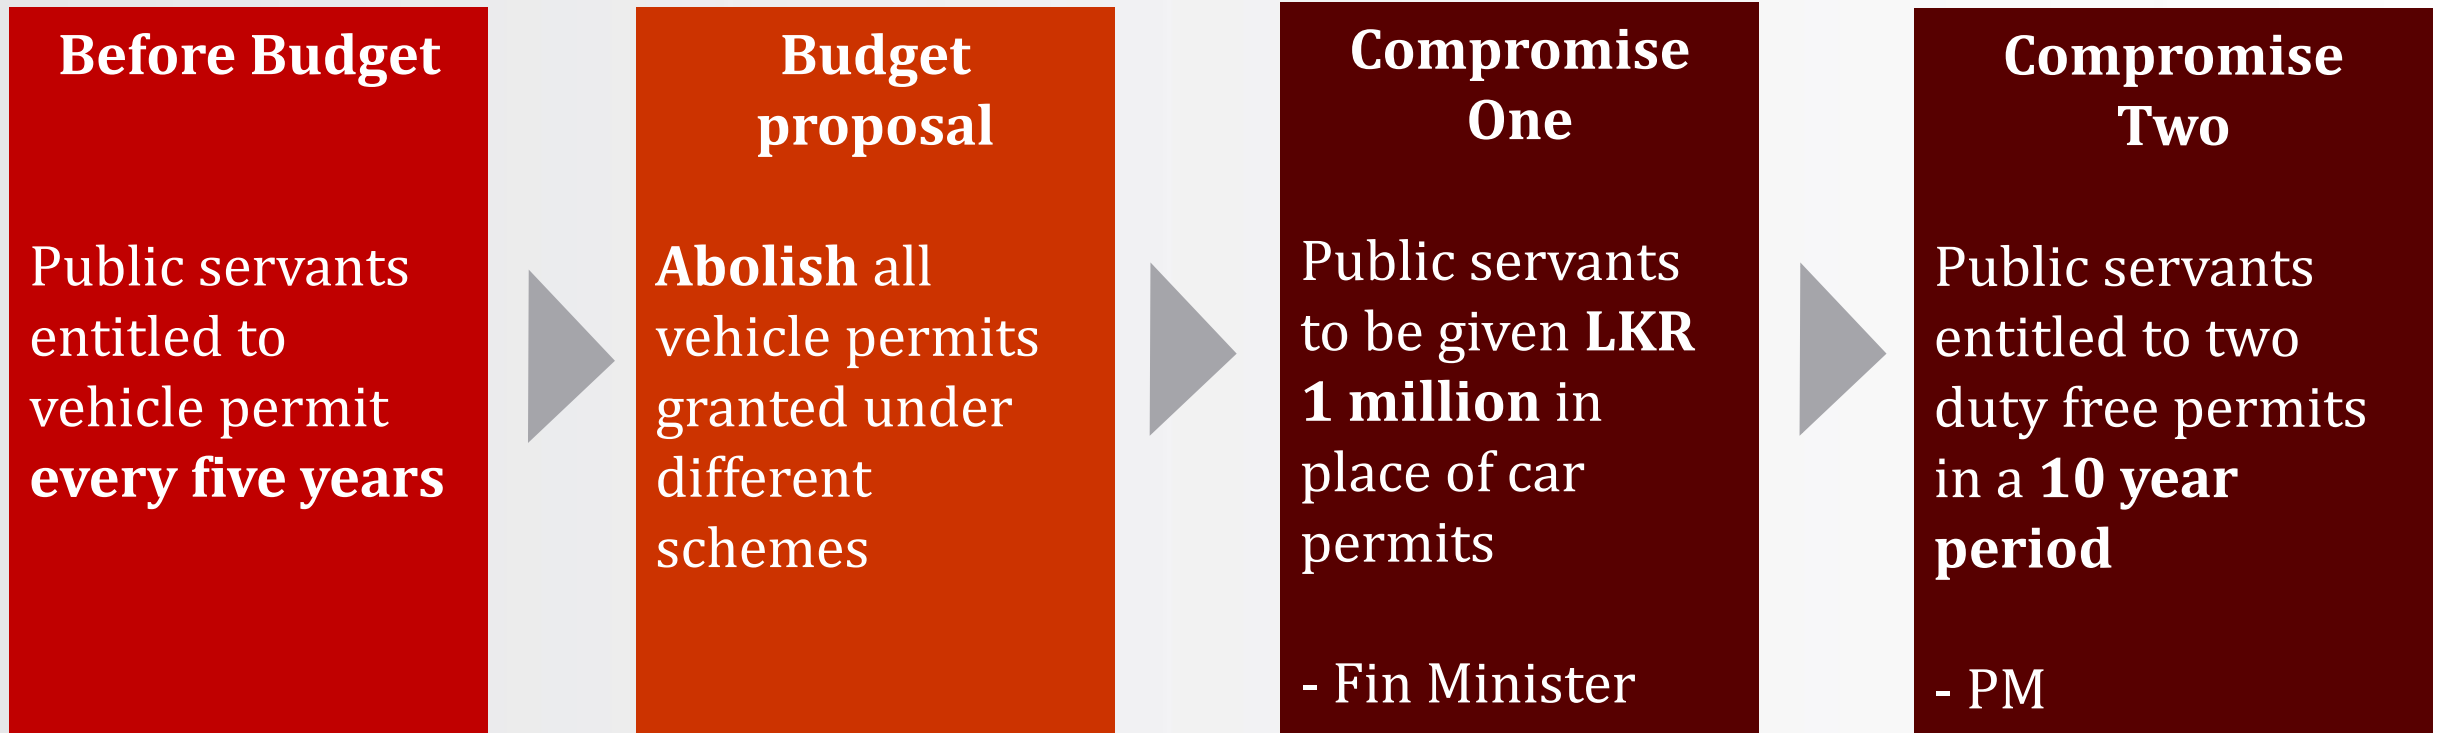 Before Budget
Public servants
entitled to
vehicle permit
every five years
Budget
proposal
Abolish all
vehicle permits
granted under
different
schemes
Compromise
One
Public servants
to be given LKR
1 million in
place of car
permits
- Fin Minister
Compromise
Two
Public servants
entitled to two
duty free permits
in a 10 year
period
- PM